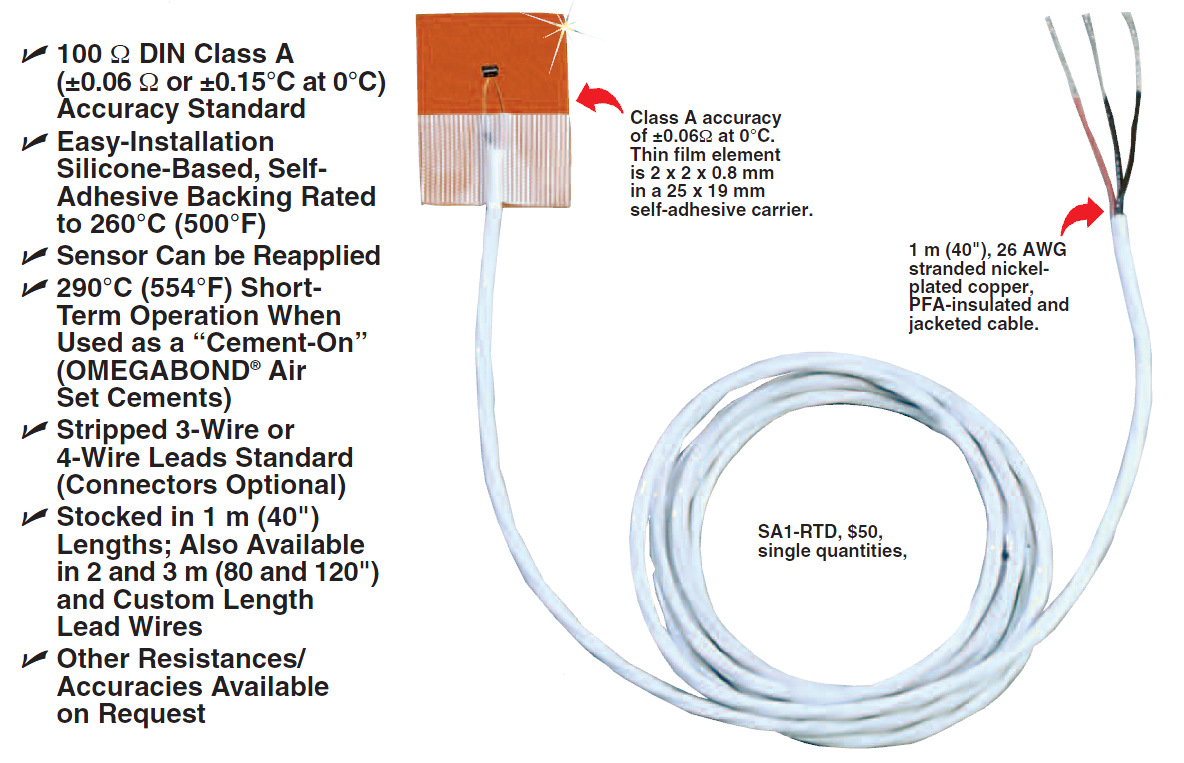 100 Ω DIN Class A
(±0.06 Ω or ±0.15°C at 0°C)
Accuracy Standard
Easy-Installation
Silicone-Based, Self-
Adhesive Backing Rated
to 260°C (500°F)
Sensor Can be Reapplied
290°C (554°F) Short-
Term Operation When
Used as a “Cement-On”
(OMEGABOND® Air
Set Cements)
Stripped 3-Wire or
4-Wire Leads Standard
(Connectors Optional)
Stocked in 1 m (40")
Lengths; Also Available
in 2 and 3 m (80 and 120")
and Custom Length
Lead Wires
Other Resistances/
Accuracies Available
on Request
Class A accuracy
of ±0.06Ω at 0°C.
Thin film element
is 2 x 2 x 0.8 mm
in a 25 x 19 mm
self-adhesive carrier.
1 m (40"), 26 AWG
stranded nickel-
plated copper,
PFA-insulated and
jacketed cable.
SA1-RTD, $50,
single quantities,